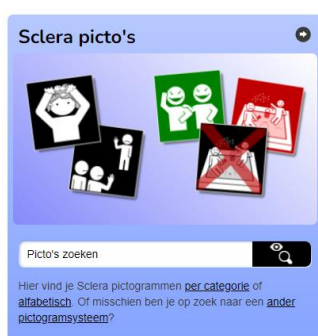 Sclera picto's
Picto's zoeken
Hier vind je Sclera pictogrammen per categorie of
alfabetisch. Of misschien ben je op zoek naar een ander
pictogramsysteem?